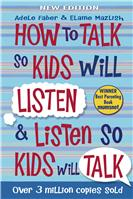 NEW EDITION
Adele Faber & Elaine Mazlish
HOW TO TALK
SO KIDS WILL
LISTEN
& LISTEN SO
KIDS WILL
TALK
WINNER
Best Parenting
Book
mumsnet
Over 3 million copies sold